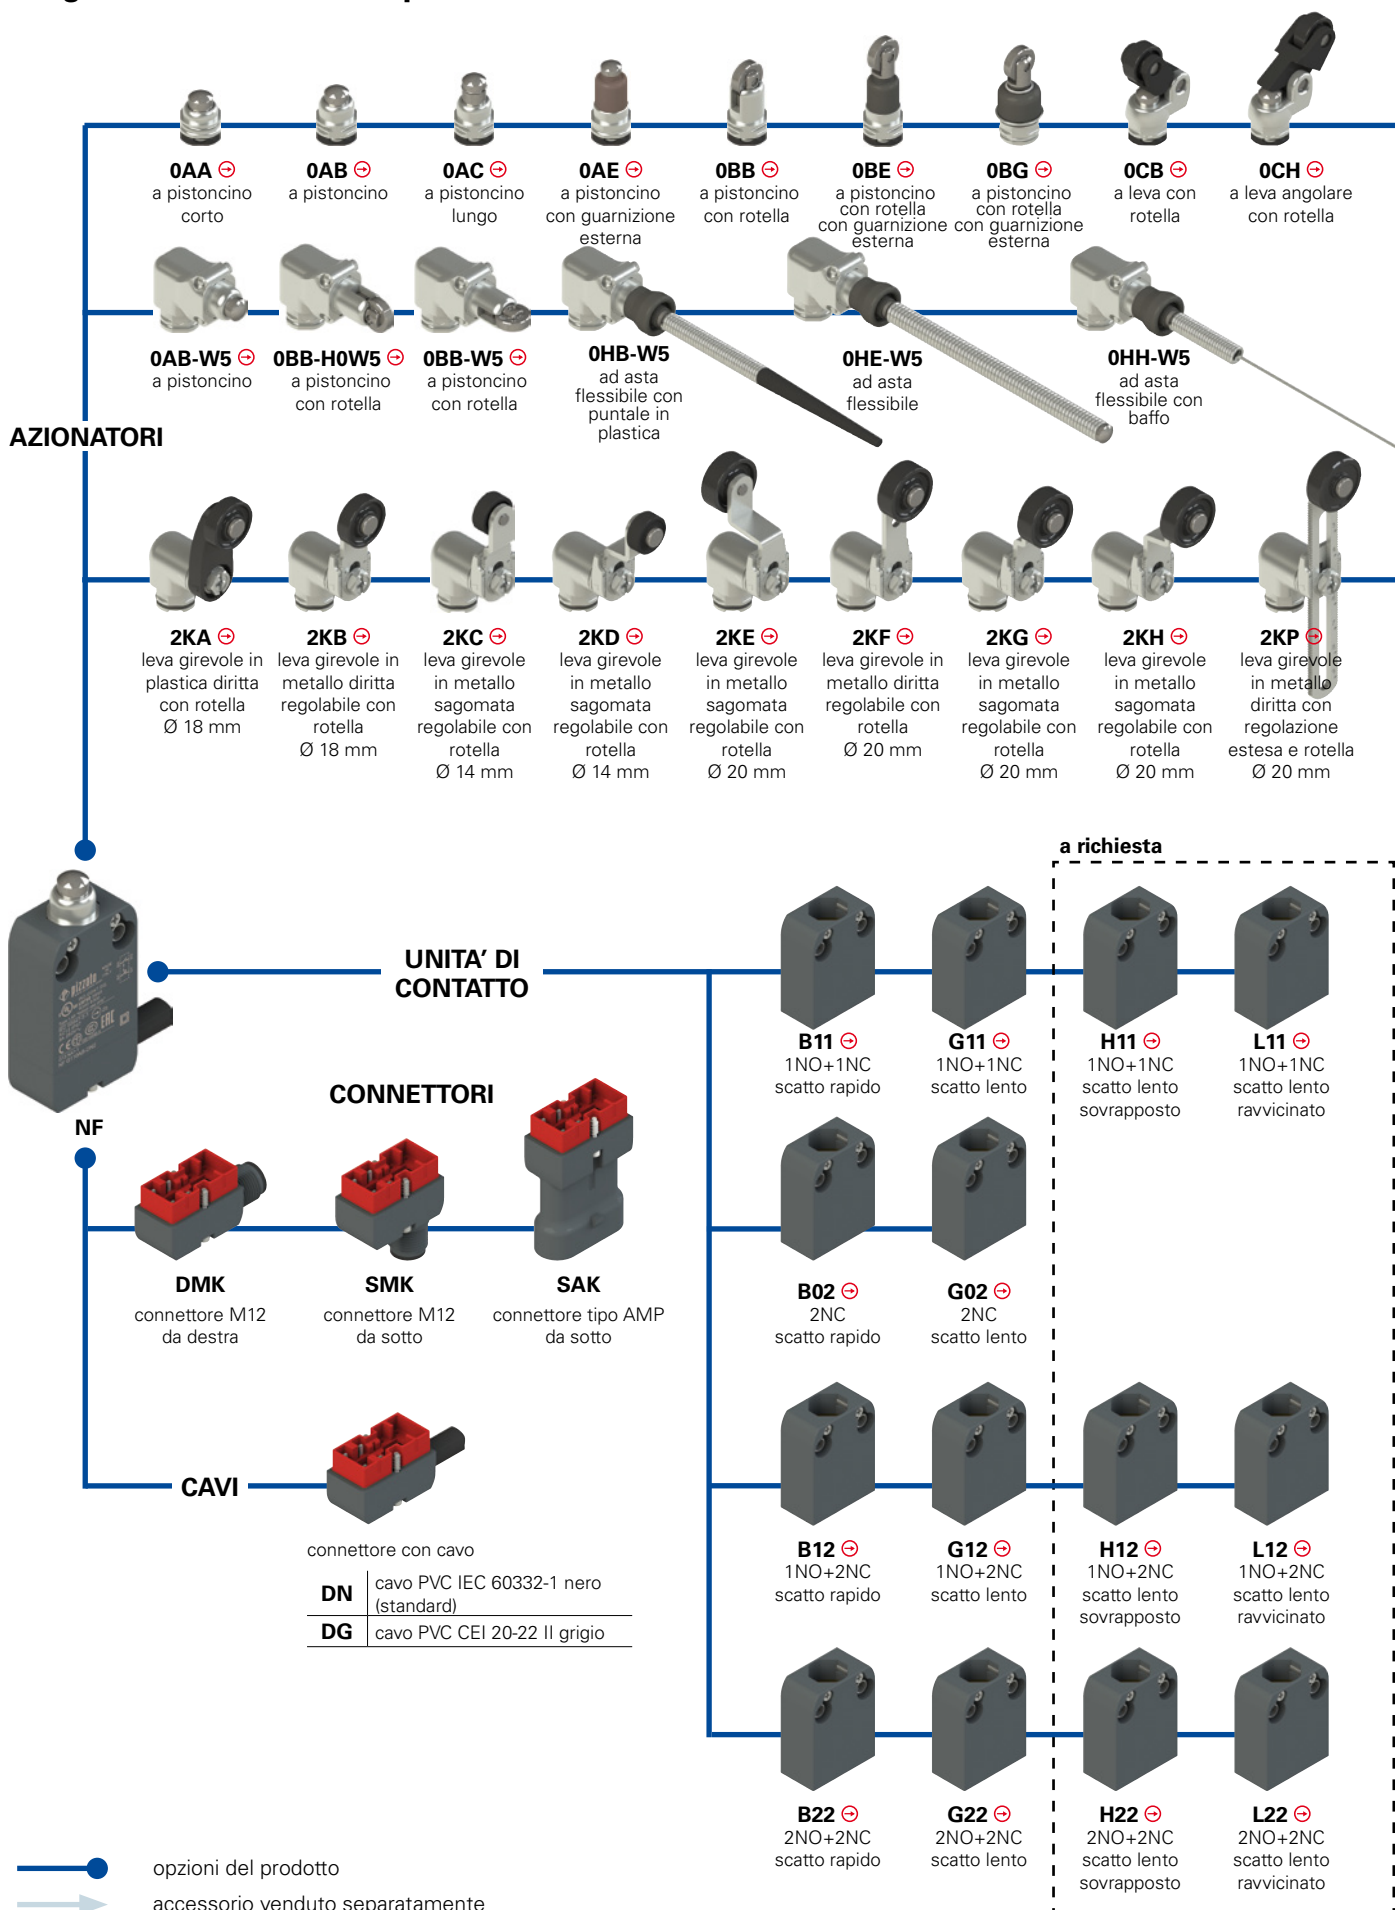 0AA
a pistoncino
corto
0AB
a pistoncino
0AC
a pistoncino
lungo
0AE
a pistoncino
con guarnizione
esterna
0BB
a pistoncino
con rotella
0BE
a pistoncino
con rotella
con guarnizione
esterna
0BG
a pistoncino
con rotella
con guarnizione
esterna
0CB
a leva con
rotella
0CH
a leva angolare
con rotella
0AB-W5
a pistoncino
0BB-H0W5
a pistoncino
con rotella
0BB-W5
a pistoncino
con rotella
0HB-W5
ad asta
flessibile con
puntale in
plastica
0HE-W5
ad asta
flessibile
0HH-W5
ad asta
flessibile con
baffo
AZIONATORI
2KA
leva girevole in
plastica diritta
con rotella
Ø 18 mm
2KB
leva girevole in
metallo diritta
regolabile con
rotella
Ø 18 mm
2KC
leva girevole
in metallo
sagomata
regolabile con
rotella
Ø 14 mm
2KD
leva girevole
in metallo
sagomata
regolabile con
rotella
Ø 14 mm
2KE
leva girevole
in metallo
sagomata
regolabile con
rotella
Ø 20 mm
2KF
leva girevole in
metallo diritta
regolabile con
rotella
Ø 20 mm
2KG
leva girevole
in metallo
sagomata
regolabile con
rotella
Ø 20 mm
2KH
leva girevole
in metallo
sagomata
regolabile con
rotella
Ø 20 mm
2KP
leva girevole
in metallo
diritta con
regolazione
estesa e rotella
Ø 20 mm
a richiesta
pizzato
NF
UNITA' DI
CONTATTO
B11
1NO+1NC
scatto rapido
G11
1NO+1NC
scatto lento
H11
1NO+1NC
scatto lento
sovrapposto
L11
1NO+1NC
scatto lento
ravvicinato
CONNETTORI
DMK
connettore M12
da destra
SMK
connettore M12
da sotto
SAK
connettore tipo AMP
da sotto
B02
2NC
scatto rapido
G02
2NC
scatto lento
CAVI
connettore con cavo
DN cavo PVC IEC 60332-1 nero
(standard)
DG cavo PVC CEI 20-22 II grigio
B12
1NO+2NC
scatto rapido
G12
1NO+2NC
scatto lento
H12
1NO+2NC
scatto lento
sovrapposto
L12
1NO+2NC
scatto lento
ravvicinato
B22
2NO+2NC
scatto rapido
G22
2NO+2NC
scatto lento
H22
2NO+2NC
scatto lento
sovrapposto
L22
2NO+2NC
scatto lento
ravvicinato
opzioni del prodotto
accessorio venduto separatamente